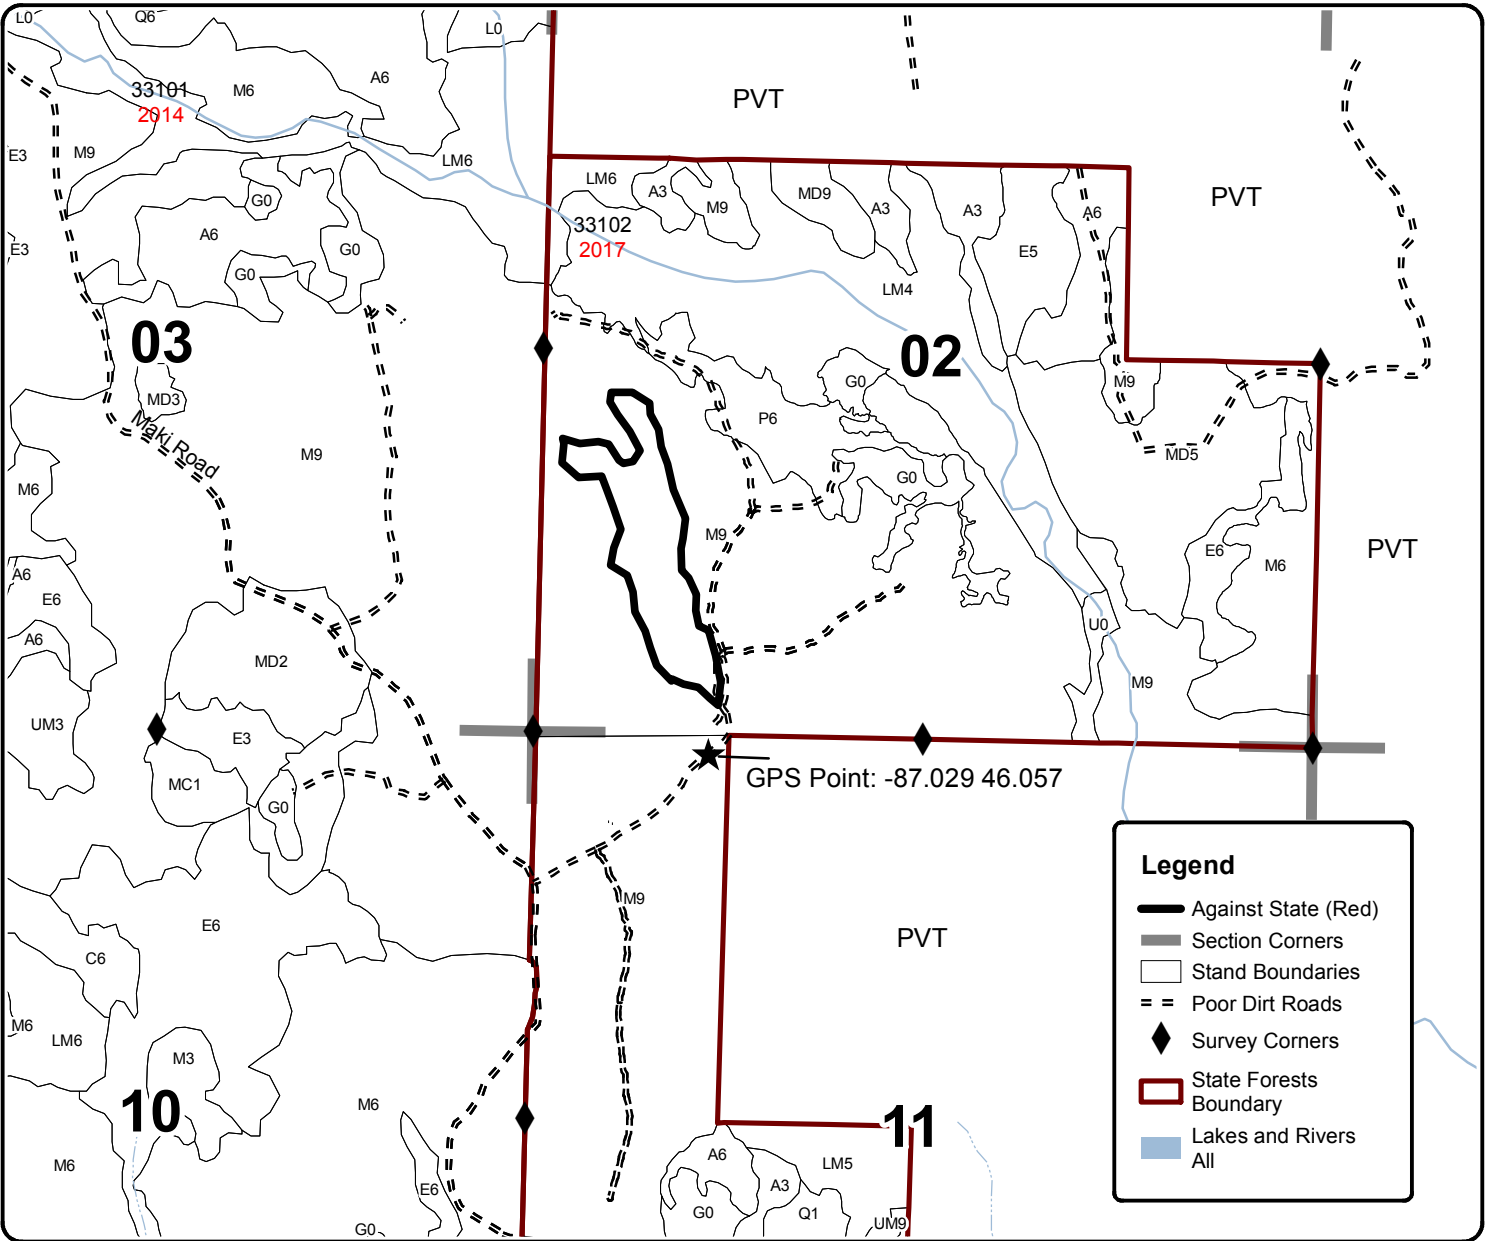 L0
Q6
L0
A6
M6
33101
2014
PVT
E3
M9
LM6
LM6
A3
M9
MD9
A3
A3
A6
PVT
G0
33102
2017
E3
A6
G0
E5
G0
LM4
03
02
MD3
G0
M9
P6
Maki Road
M9
MD5
M6
G0
M9
PVT
E6
M6
A6
E6
U0
A6
MD2
M9
UM3
E3
GPS Point: -87.029 46.057
MC1
G0
Legend
M9
Against State (Red)
E6
PVT
Section Corners
C6
Stand Boundaries
Poor Dirt Roads
M6
LM6
Survey Corners
M3
State Forests
Boundary
10
M6
11
Lakes and Rivers
All
M6
A6
LM5
E6
A3
G0
Q1
UM9
G0